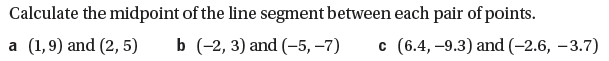 Calculate the midpoint of the line segment between each pair of points.
a (1, 9) and (2, 5) b (−2, 3) and (−5, −7) c (6.4, −9.3) and (−2.6, −3.7)